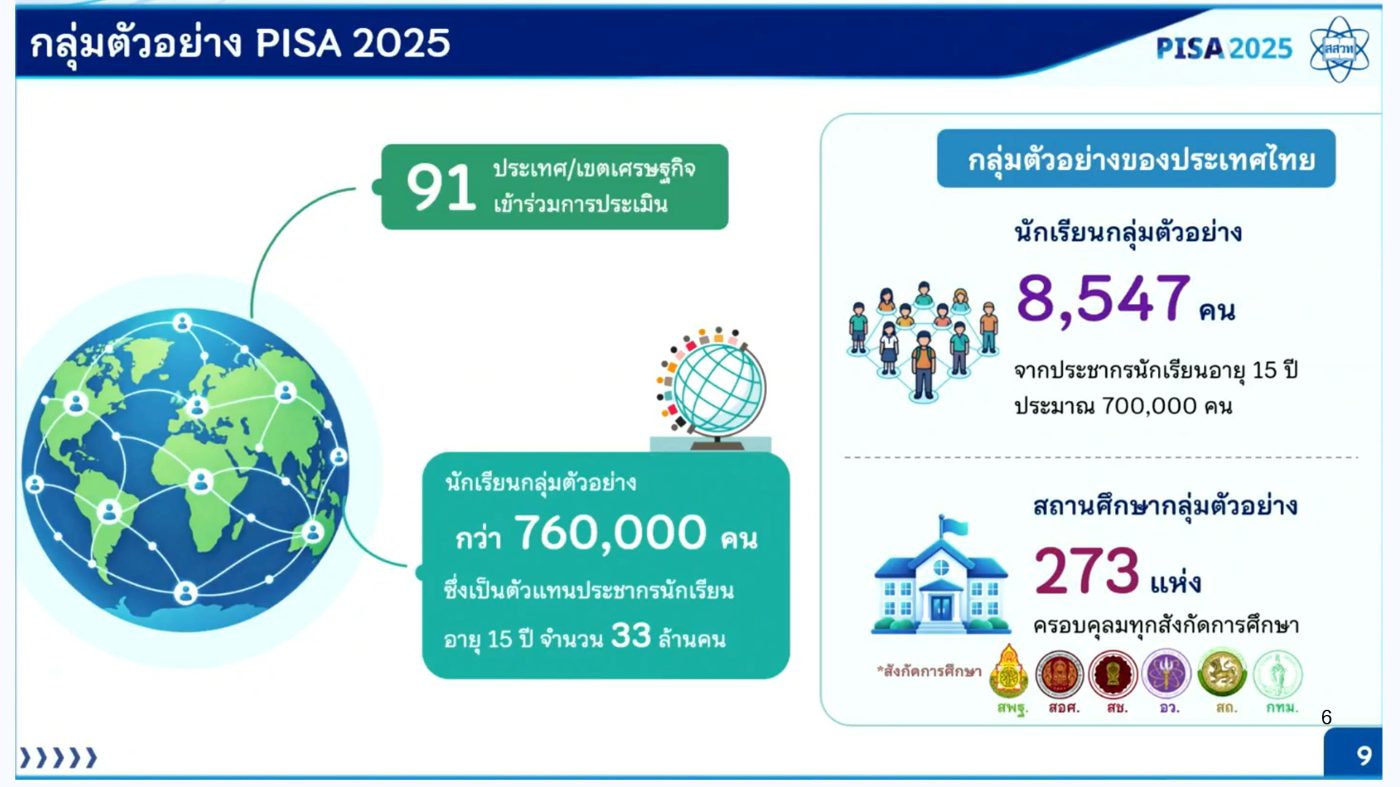 กลุ่มตัวอย่าง PISA 2025
PISA 2025
สสวท
91
ประเทศ/เขตเศรษฐกิจ
เข้าร่วมการประเมิน
นักเรียนกลุ่มตัวอย่าง
กว่า 760,000 คน
ซึ่งเป็นตัวแทนประชากรนักเรียน
อายุ 15 ปี จำนวน 33 ล้านคน
กลุ่มตัวอย่างของประเทศไทย
นักเรียนกลุ่มตัวอย่าง
8,547 คน
จากประชากรนักเรียนอายุ 15 ปี
ประมาณ 700,000 คน
สถานศึกษากลุ่มตัวอย่าง
273 แห่ง
ครอบคุลมทุกสังกัดการศึกษา
*สังกัดการศึกษา
สพฐ. สอศ. สช. อว. สถ. กทม.
6
9